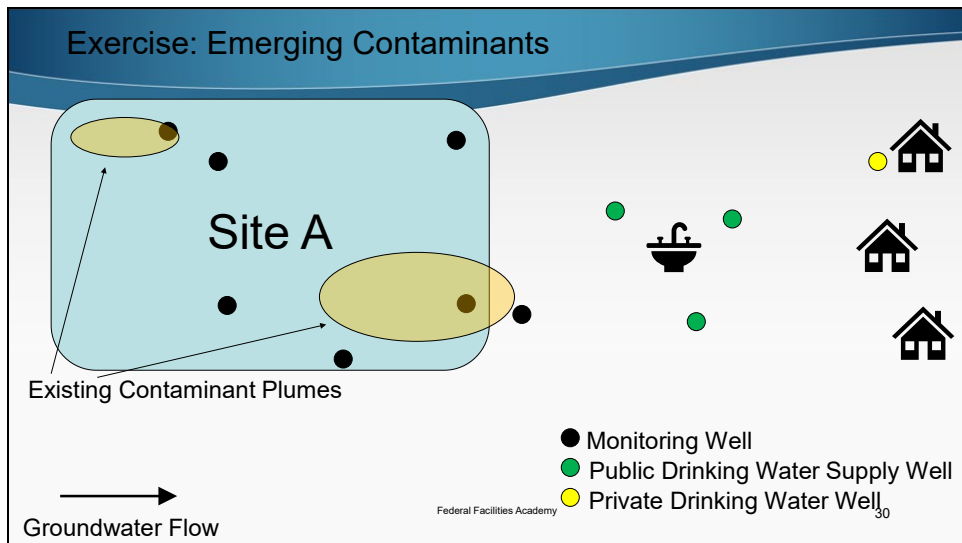 Exercise: Emerging Contaminants
Site A
Existing Contaminant Plumes
Monitoring Well
Public Drinking Water Supply Well
Private Drinking Water Well
Groundwater Flow
Federal Facilities Academy
30